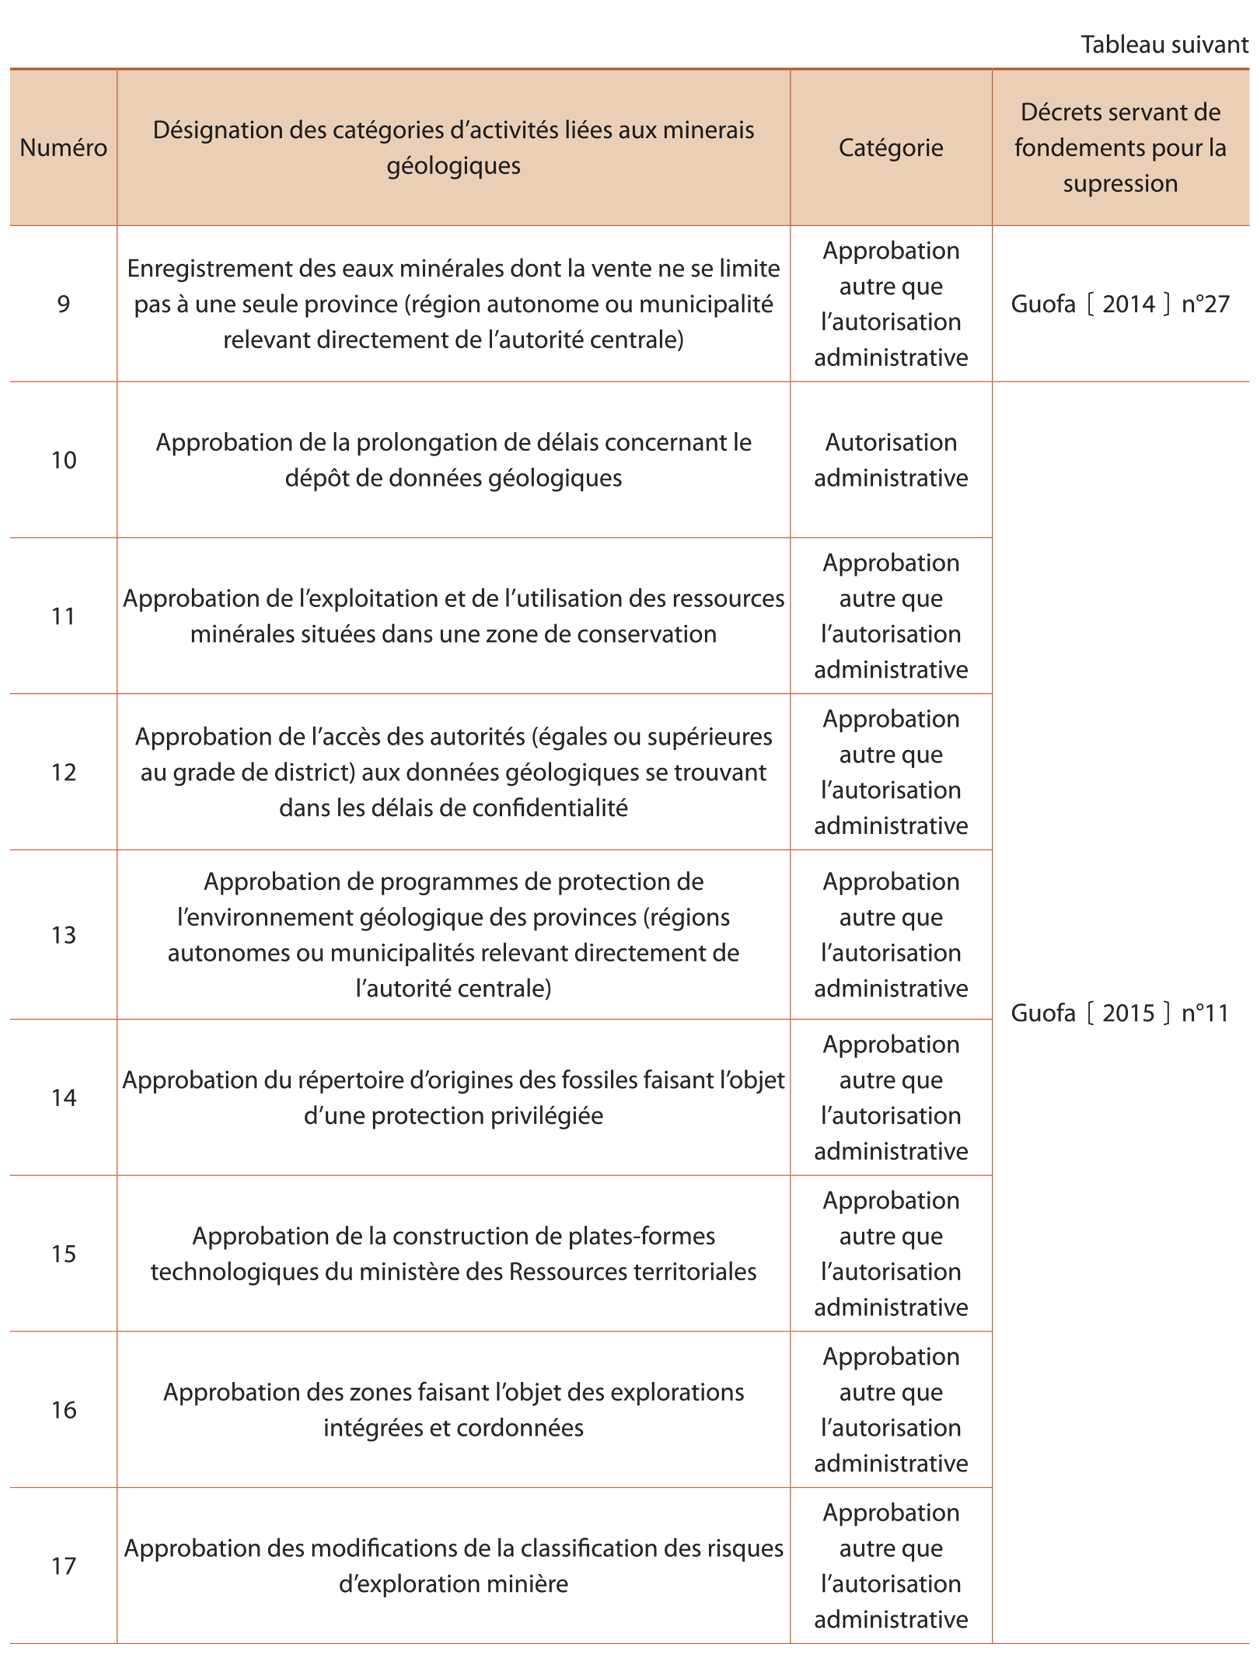 Tableau suivant
Numéro
Désignation des catégories d’activités liées aux minerais
géologiques
Catégorie
Décrets servant de
fondements pour la
supression
9
Enregistrement des eaux minérales dont la vente ne se limite
pas à une seule province (région autonome ou municipalité
relevant directement de l’autorité centrale)
Approbation
autre que
l’autorisation
administrative
Guofa［2014］n°27
10
Approbation de la prolongation de délais concernant le
dépôt de données géologiques
Autorisation
administrative
Guofa［2015］n°11
11
Approbation de l’exploitation et de l’utilisation des ressources
minérales situées dans une zone de conservation
Approbation
autre que
l’autorisation
administrative
12
Approbation de l’accès des autorités (égales ou supérieures
au grade de district) aux données géologiques se trouvant
dans les délais de confidentialité
Approbation
autre que
l’autorisation
administrative
13
Approbation de programmes de protection de
l’environnement géologique des provinces (régions
autonomes ou municipalités relevant directement de
l’autorité centrale)
Approbation
autre que
l’autorisation
administrative
14
Approbation du répertoire d’origines des fossiles faisant l’objet
d’une protection privilégiée
Approbation
autre que
l’autorisation
administrative
15
Approbation de la construction de plates-formes
technologiques du ministère des Ressources territoriales
Approbation
autre que
l’autorisation
administrative
16
Approbation des zones faisant l’objet des explorations
intégrées et cordonnées
Approbation
autre que
l’autorisation
administrative
17
Approbation des modifications de la classification des risques
d’exploration minière
Approbation
autre que
l’autorisation
administrative